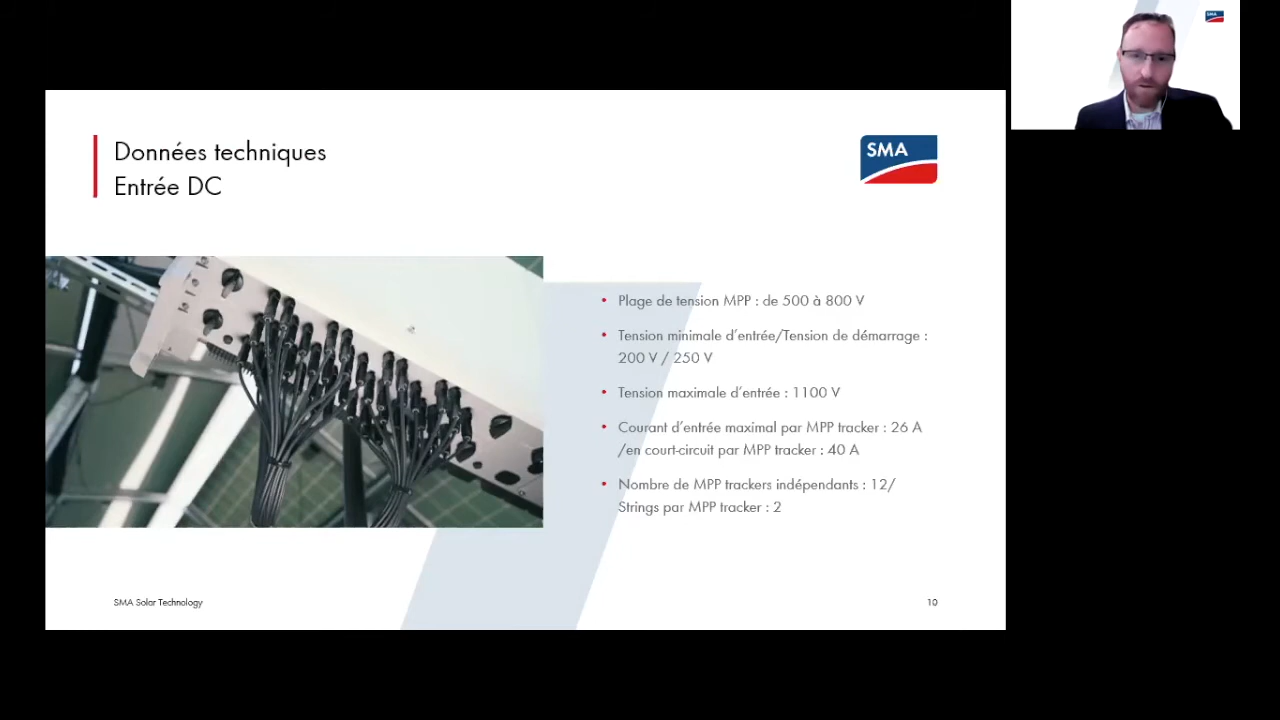 Données techniques
Entrée DC
SMA
• Plage de tension MPP : de 500 à 800 V
• Tension minimale d’entrée/Tension de démarrage :
200 V / 250 V
• Tension maximale d’entrée : 1100 V
• Courant d’entrée maximal par MPP tracker : 26 A
/en court-circuit par MPP tracker : 40 A
• Nombre de MPP trackers indépendants : 12/
Strings par MPP tracker : 2
SMA Solar Technology
10
SMA